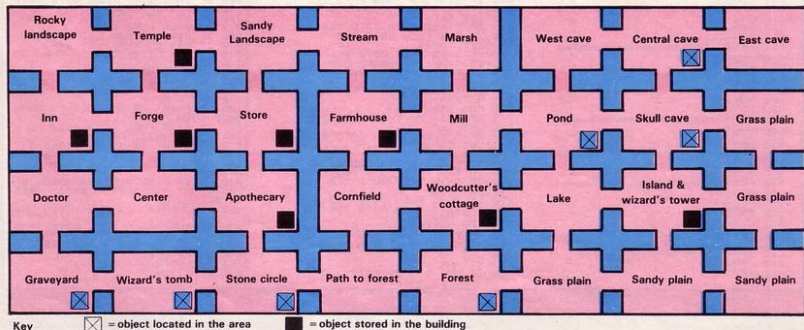 Rocky
landscape
Temple
Sandy
Landscape
Stream
Marsh
West cave
Central cave
East cave
Inn
Forge
Store
Farmhouse
Mill
Pond
Skull cave
Grass plain
Doctor
Center
Apothecary
Cornfield
Woodcutter's
cottage
Lake
Island &
wizard's tower
Grass plain
Graveyard
Wizard's tomb
Stone circle
Path to forest
Forest
Grass plain
Sandy plain
Sandy plain
Key
= object located in the area
= object stored in the building